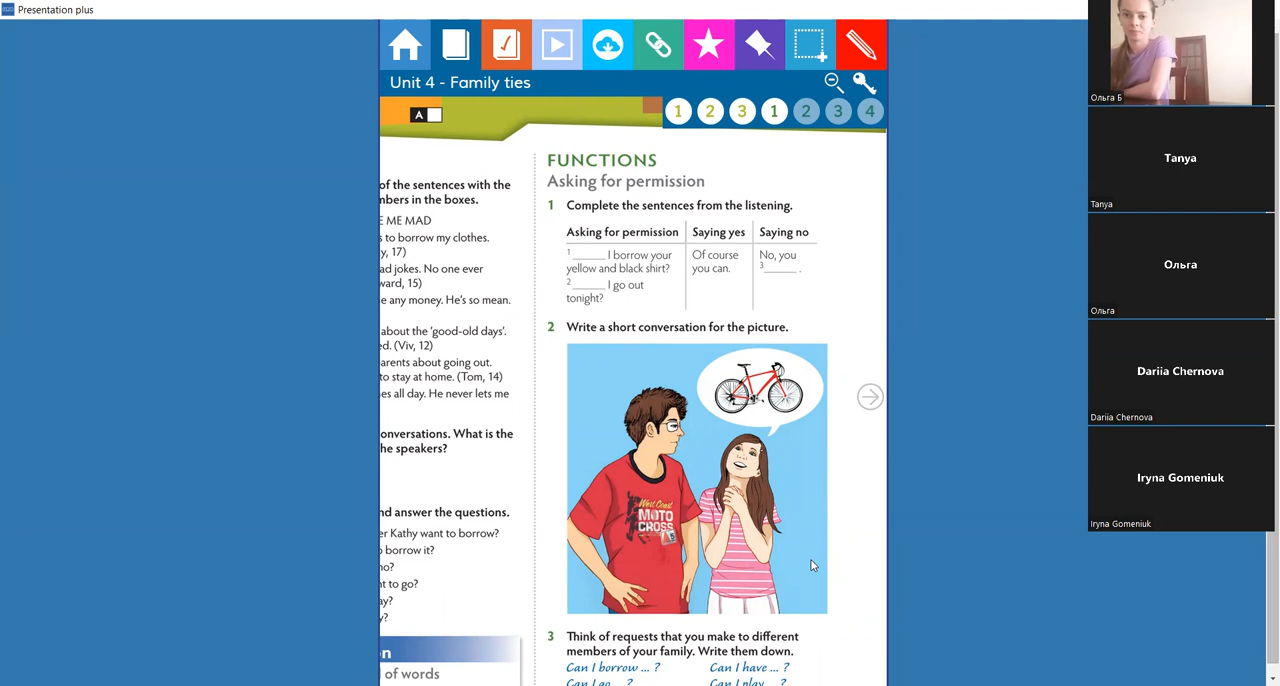 Presentation plus
Unit 4 - Family ties
1 2 3 1 2 3 4
A
of the sentences with the
mbers in the boxes.
E ME MAD
s to borrow my clothes.
y, 17)
ad jokes. No one ever
ward, 15)
e any money. He's so mean.
about the 'good-old days'.
ed. (Viv, 12)
arents about going out.
to stay at home. (Tom, 14)
es all day. He never lets me
onversations. What is the
he speakers?
nd answer the questions.
er Kathy want to borrow?
o borrow it?
no?
nt to go?
ay?
y?
n
of words
FUNCTIONS
Asking for permission
1 Complete the sentences from the listening.
Asking for permission Saying yes Saying no
1 ______ I borrow your
yellow and black shirt?
2 ______ I go out
tonight?
Of course
you can.
No, you
3 ______ .
2 Write a short conversation for the picture.
West Coast
MOTO
CROSS
3 Think of requests that you make to different
members of your family. Write them down.
Can I borrow ... ? Can I have ... ?
Can I go ... ? Can I play ... ?
Ольга Б
Tanya
Tanya
Ольга
Ольга
Dariia Chernova
Dariia Chernova
Iryna Gomeniuk
Iryna Gomeniuk